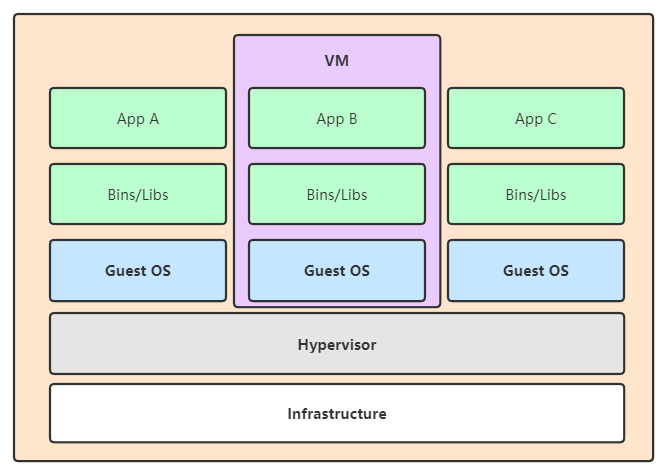 VM
App A
App B
App C
Bins/Libs
Bins/Libs
Bins/Libs
Guest OS
Guest OS
Guest OS
Hypervisor
Infrastructure